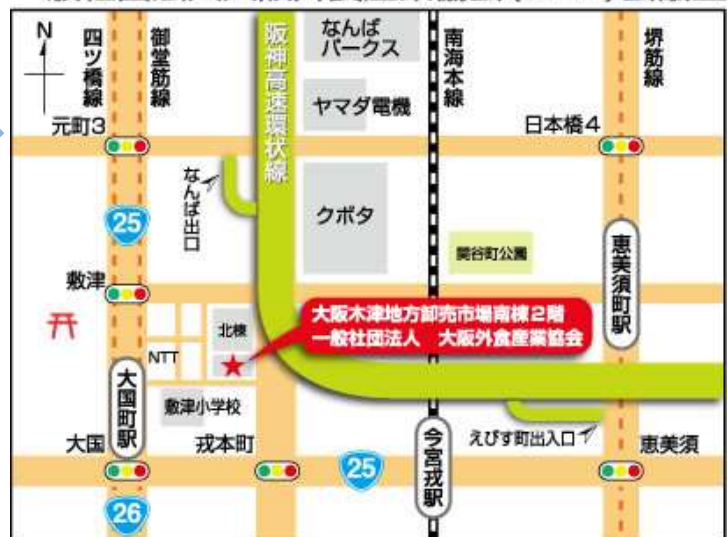 N
四ツ橋線
御堂筋線
阪神高速環状線
なんば
パークス
南海本線
堺筋線
ヤマダ電機
元町3
日本橋4
なんば出口
クボタ
25
関谷町公園
恵美須町駅
敷津
大阪木津地方卸売市場南棟2階
一般社団法人 大阪外食産業協会
北棟
NTT
大国町駅
敷津小学校
今宮戎駅
えびす町出入口
大国
戎本町
25
恵美須
26